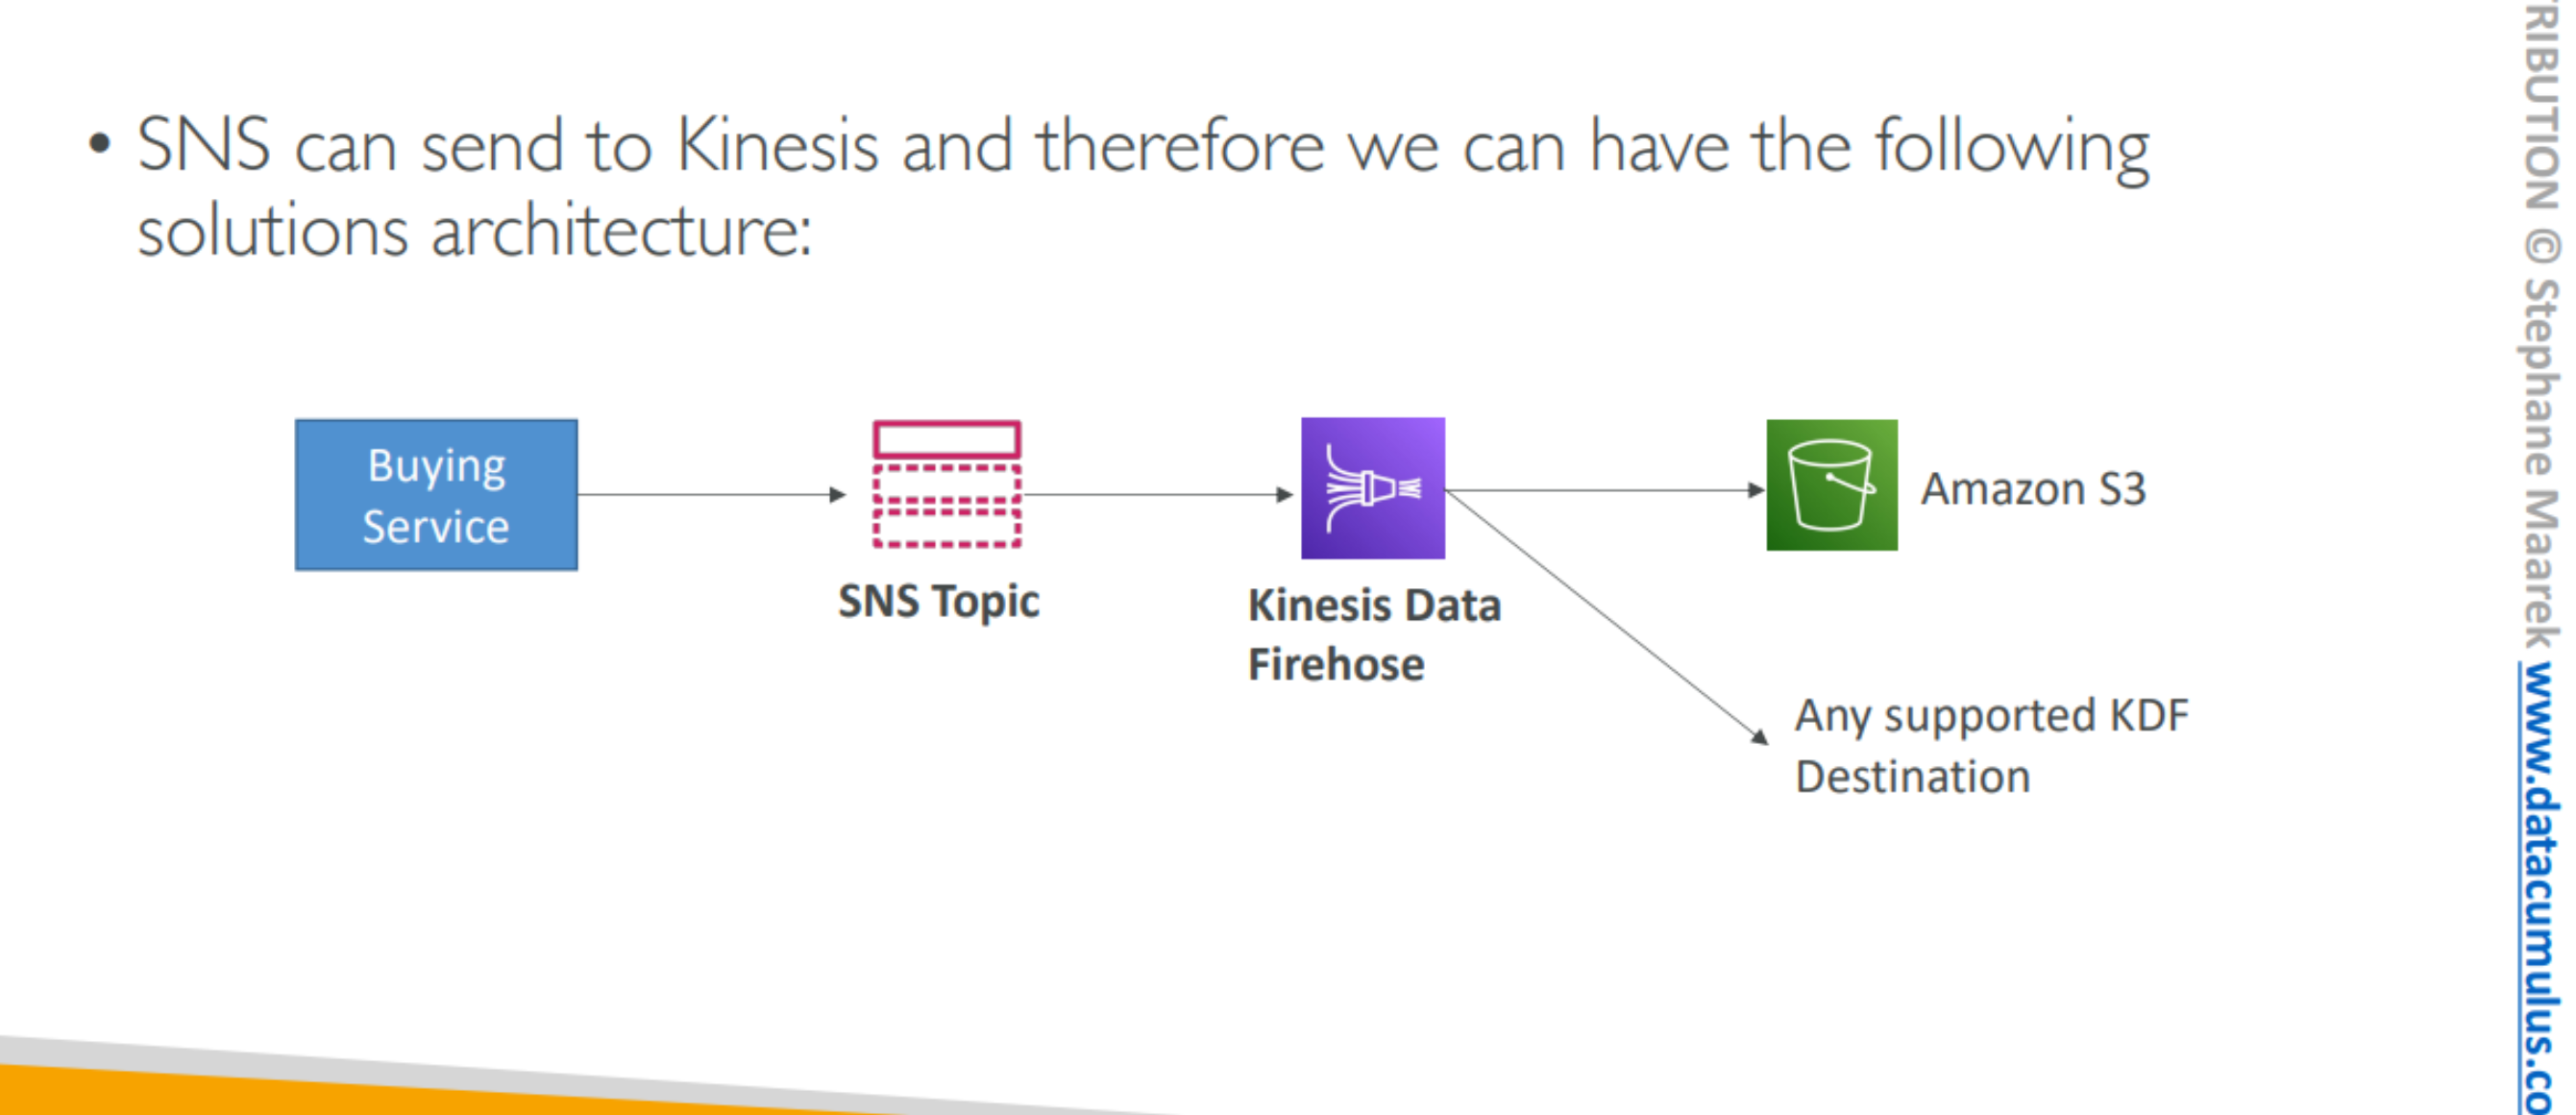 • SNS can send to Kinesis and therefore we can have the following
solutions architecture:
Buying
Service
SNS Topic
Kinesis Data
Firehose
Amazon S3
Any supported KDF
Destination
© Stephane Maarek www.datacumulus.co